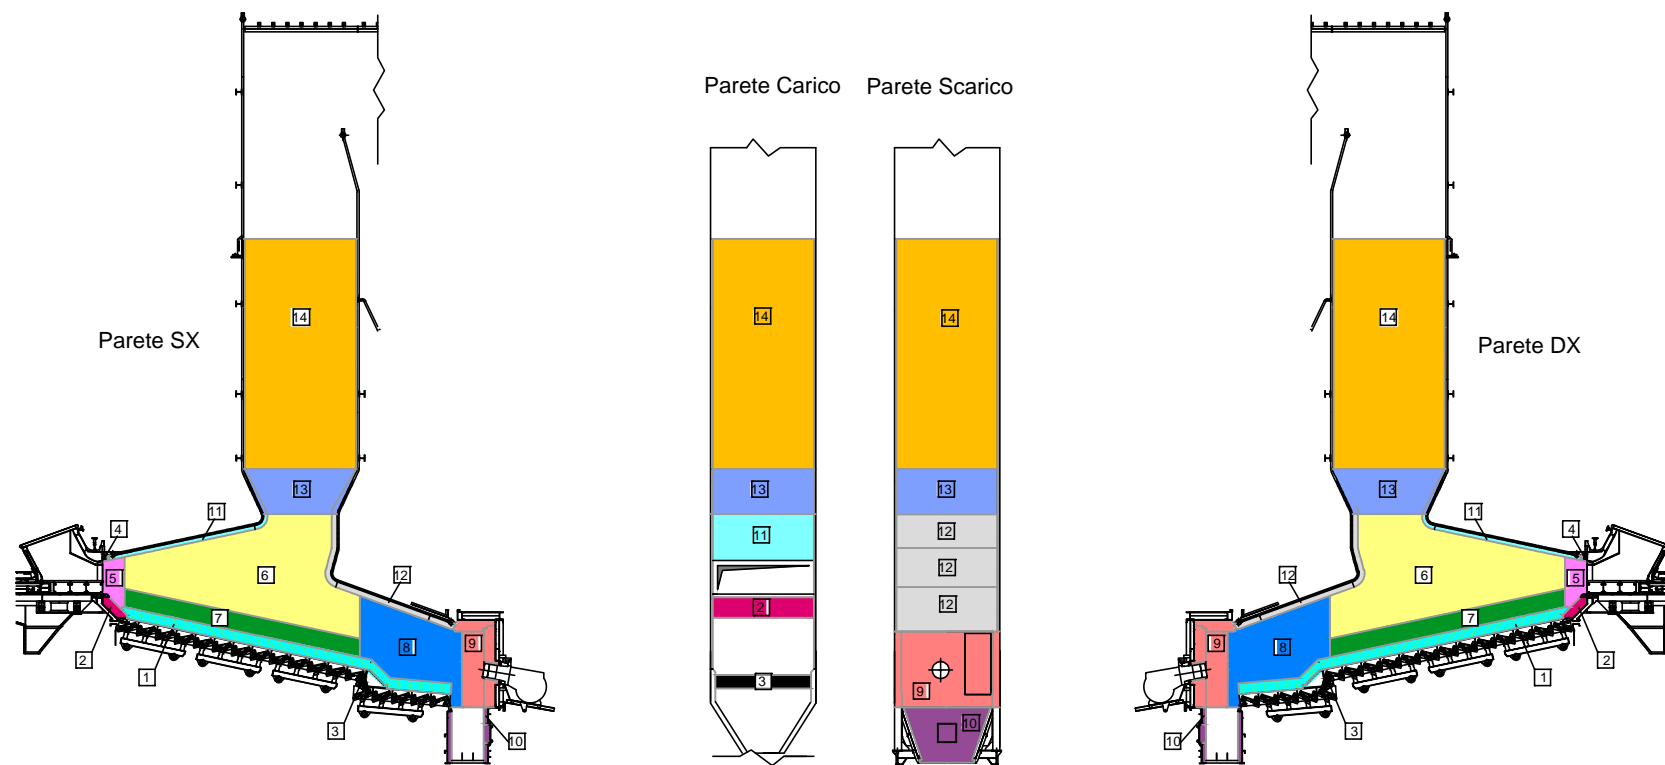 Parete Carico Parete Scarico
14 14 14 14
Parete SX
Parete DX
13 13 13 13
11 11 12 11
4 4
5 6 12 12 12 6 5
2 12
7 7
8 9 9 8
2 1 3 9 1 2
3 10 10 3
10